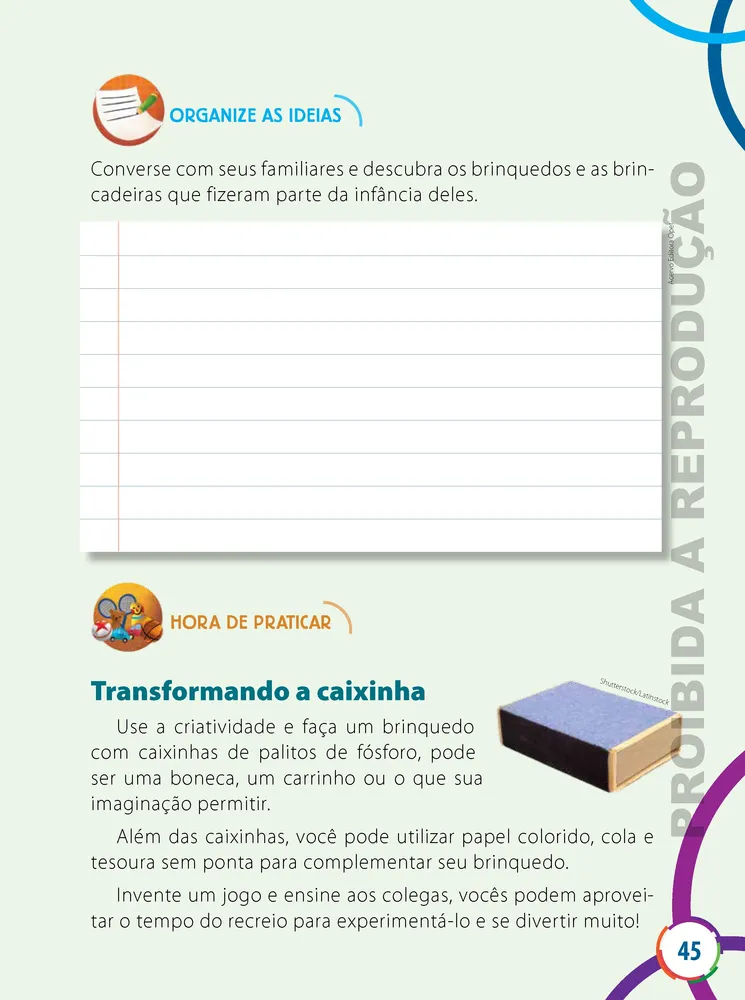 ORGANIZE AS IDEIAS
Converse com seus familiares e descubra os brinquedos e as brin-
cadeiras que fizeram parte da infância deles.
Acervo Editora Opet
HORA DE PRATICAR
Transformando a caixinha
Shutterstock/Latinstock
Use a criatividade e faça um brinquedo
com caixinhas de palitos de fósforo, pode
ser uma boneca, um carrinho ou o que sua
imaginação permitir.
Além das caixinhas, você pode utilizar papel colorido, cola e
tesoura sem ponta para complementar seu brinquedo.
Invente um jogo e ensine aos colegas, vocês podem aprovei-
tar o tempo do recreio para experimentá-lo e se divertir muito!
PROIBIDA A REPRODUÇÃO
45